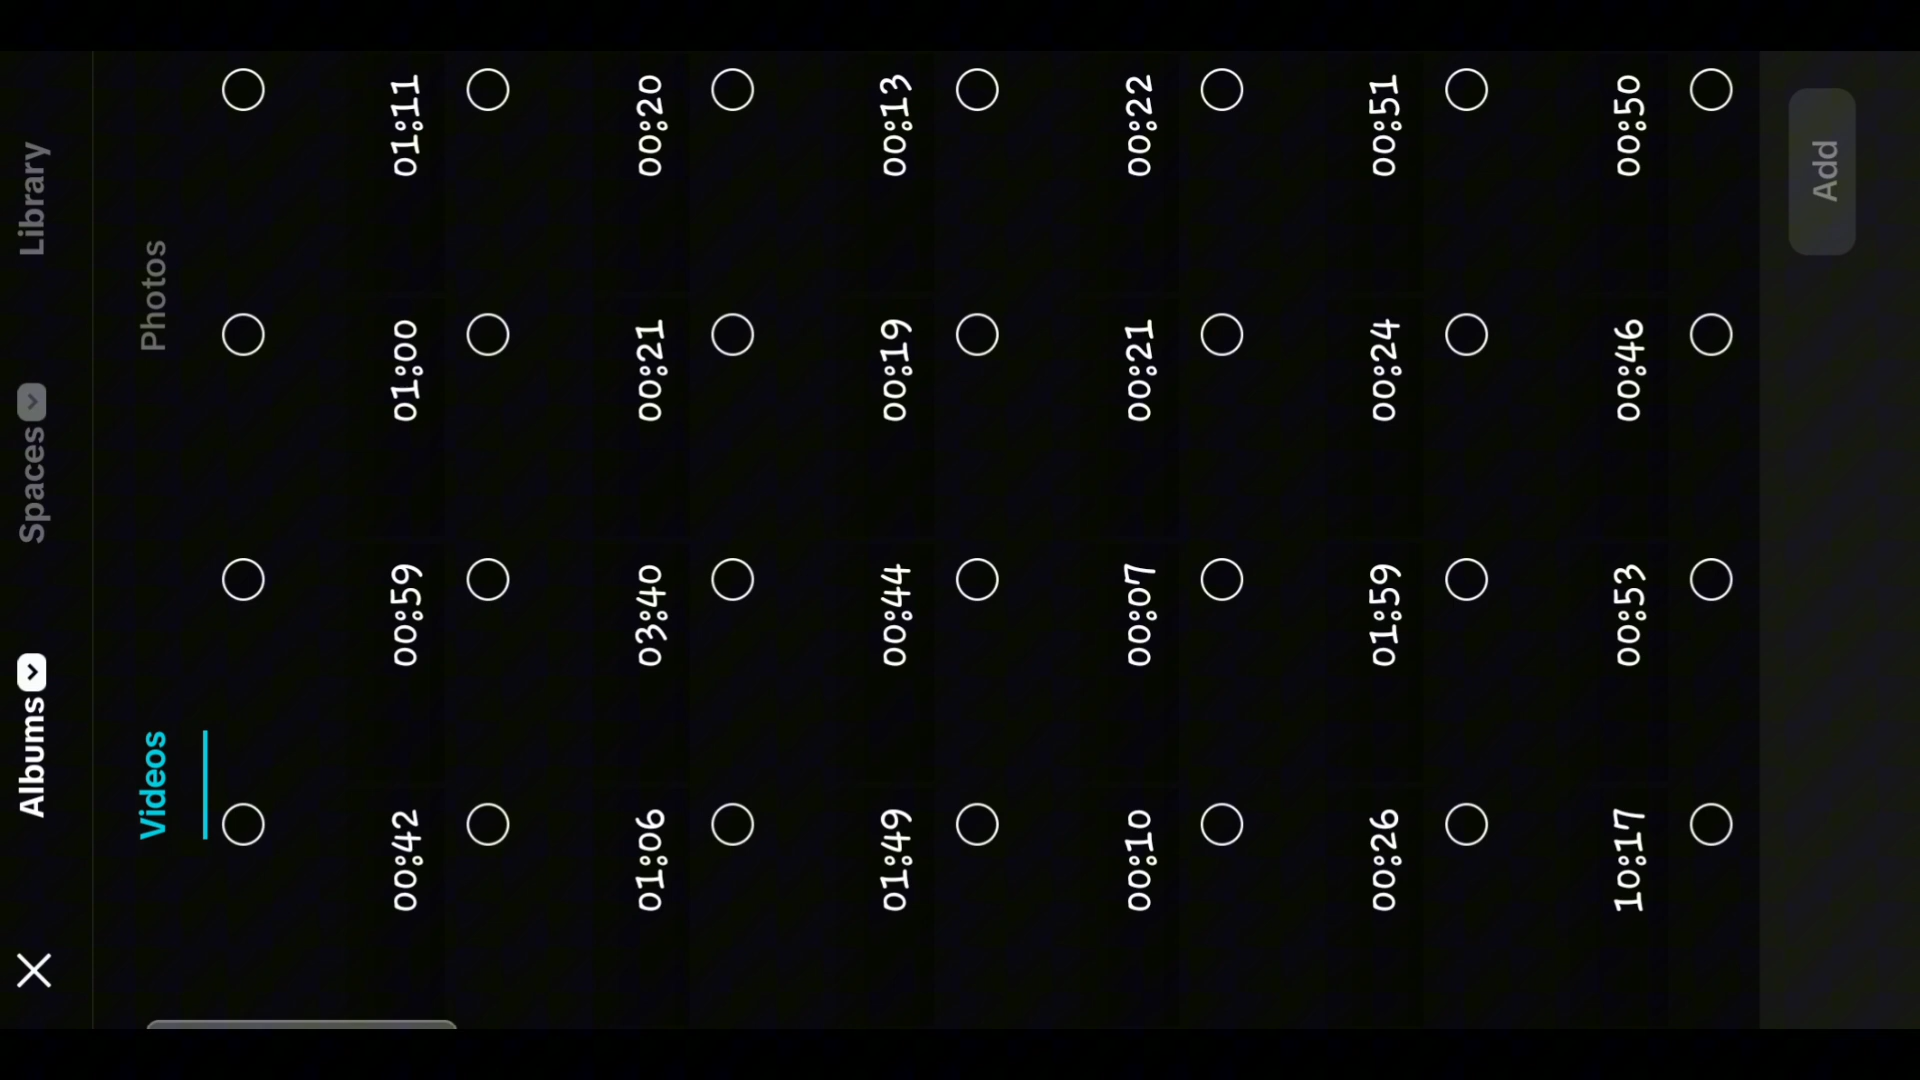 Albums Spaces Library
Videos Photos
00:42 00:59 01:00 01:11
01:06 03:40 00:21 00:20
01:49 00:44 00:19 00:13
00:10 00:07 00:21 00:22
00:26 01:59 00:24 00:51
10:17 00:53 00:46 00:50
Add